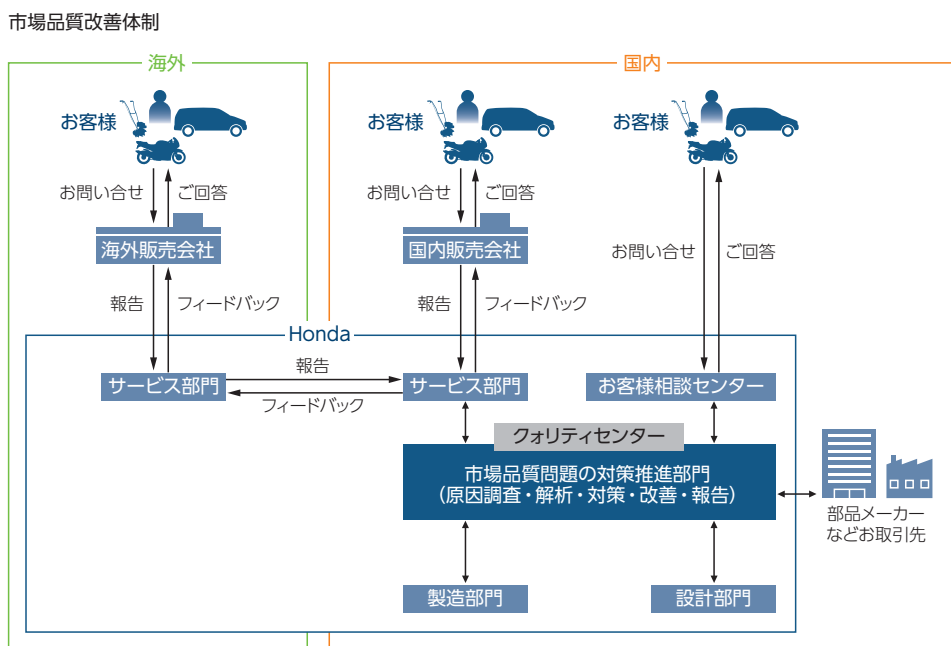 市場品質改善体制
海外
国内
お客様
お客様
お客様
お問い合せ
ご回答
お問い合せ
ご回答
お問い合せ
ご回答
海外販売会社
国内販売会社
報告
フィードバック
報告
フィードバック
Honda
サービス部門
報告
フィードバック
サービス部門
お客様相談センター
クォリティセンター
市場品質問題の対策推進部門
（原因調査・解析・対策・改善・報告）
部品メーカー
などお取引先
製造部門
設計部門